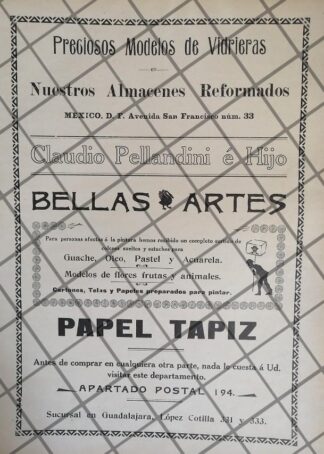 Preciosos Modelos de Vidrieras
en
Nuestros Almacenes Reformados
MÉXICO, D. F. Avenida San Francisco núm. 33
Claudio Pellandini é Hijo
BELLAS ARTES
Para personas afectas á la pintura hemos recibido un completo surtido de
colores sueltos y estuches para
Guache, Oleo, Pastel y Acuarela.
Modelos de flores frutas y animales.
Cartones, Telas y Papeles preparados para pintar.
PAPEL TAPIZ
Antes de comprar en cualquiera otra parte, nada le cuesta á Ud.
visitar este departamento.
APARTADO POSTAL 194.
Sucursal en Guadalajara, López Cotilla 331 y 333.